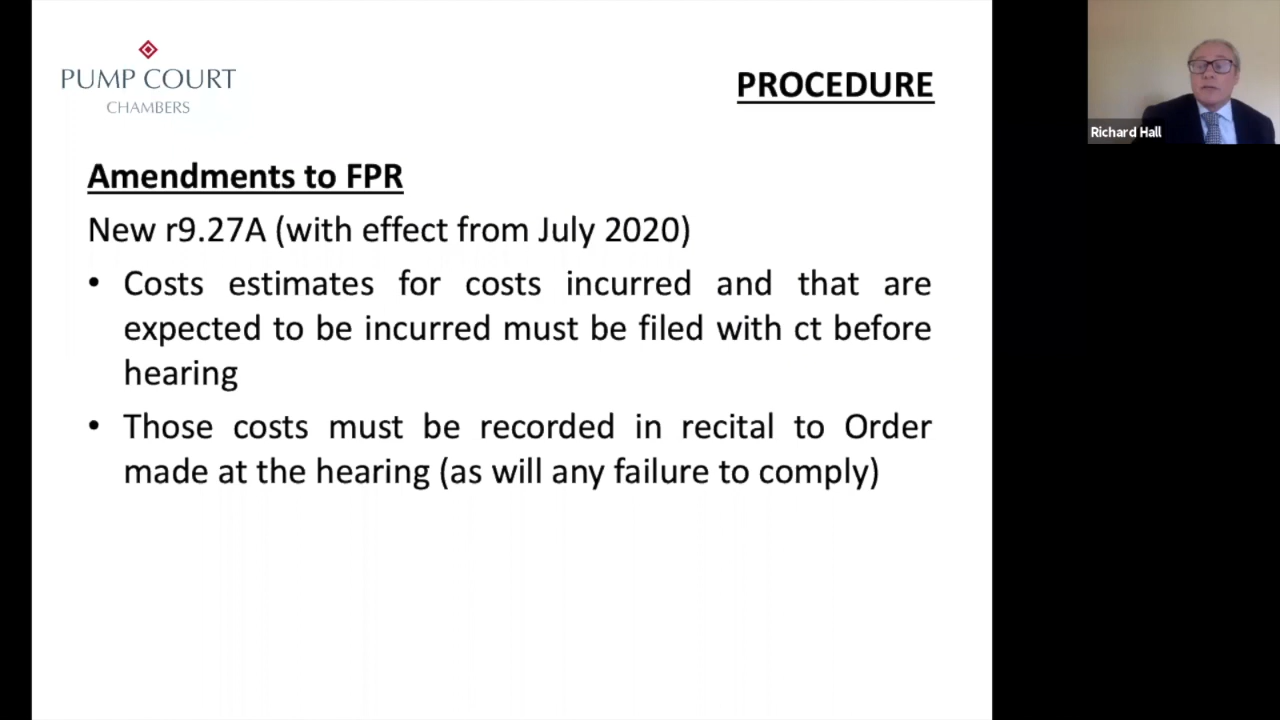 PUMP COURT
CHAMBERS
PROCEDURE
Richard Hall
Amendments to FPR
New r9.27A (with effect from July 2020)
• Costs estimates for costs incurred and that are
expected to be incurred must be filed with ct before
hearing
• Those costs must be recorded in recital to Order
made at the hearing (as will any failure to comply)